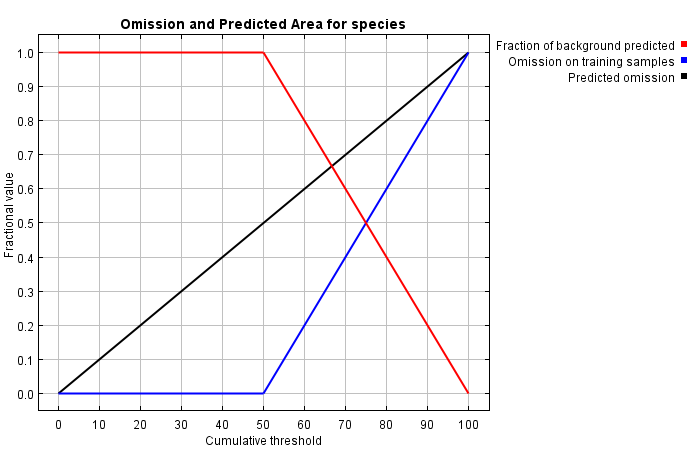 Omission and Predicted Area for species
Fraction of background predicted
Omission on training samples
Predicted omission
Fractional value
1.0
0.9
0.8
0.7
0.6
0.5
0.4
0.3
0.2
0.1
0.0
0 10 20 30 40 50 60 70 80 90 100
Cumulative threshold